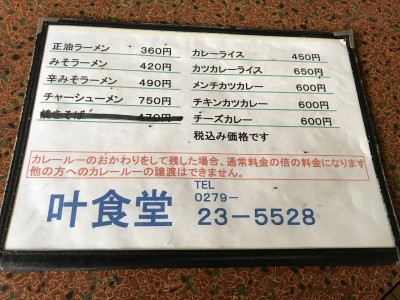 正油ラーメン 360円
みそラーメン 420円
辛みそラーメン 490円
チャーシューメン 750円
焼きそば 470円
カレーライス 450円
カツカレーライス 650円
メンチカツカレー 600円
チキンカツカレー 600円
チーズカレー 600円
税込み価格です
カレールーのおかわりをして残した場合、通常料金の倍の料金になります
他の方へのカレールーの譲渡はできません。
叶食堂
TEL
0279-
23-5528